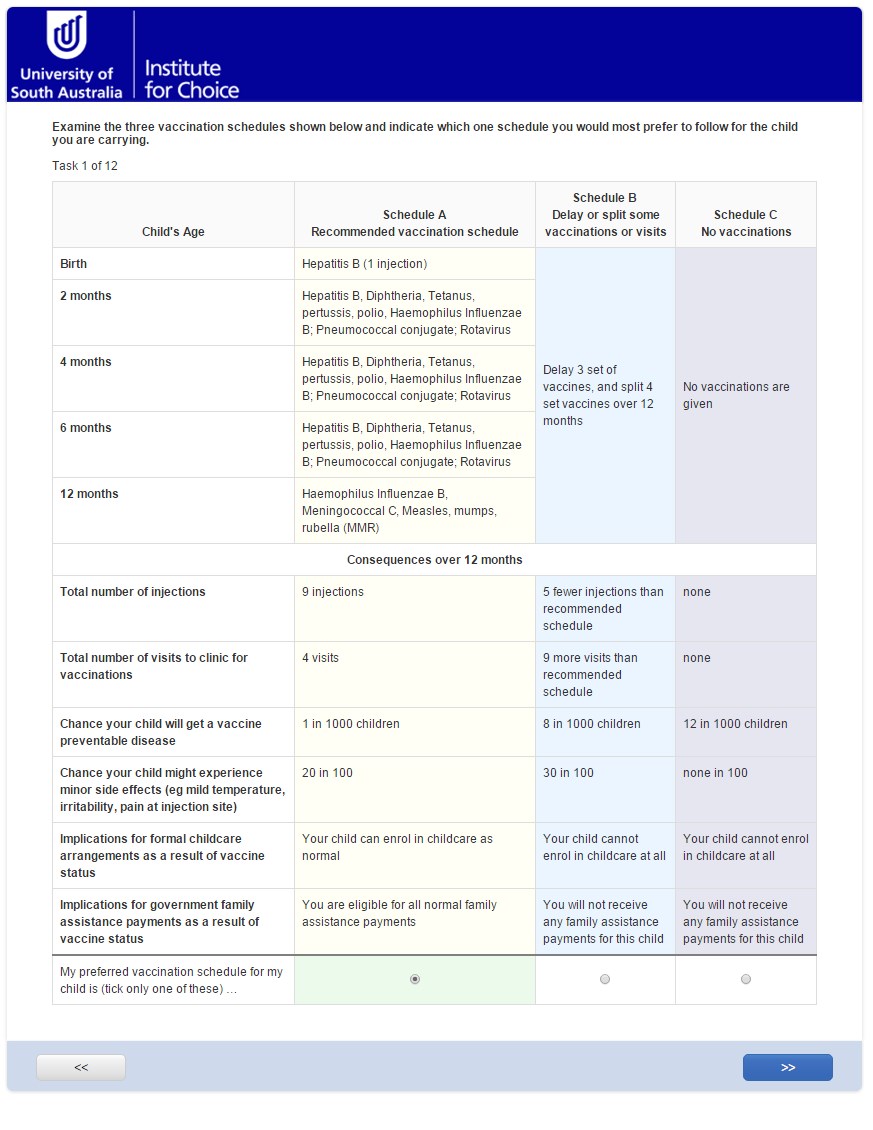 University of
South Australia
Institute
for Choice
Examine the three vaccination schedules shown below and indicate which one schedule you would most prefer to follow for the child
you are carrying.
Task 1 of 12
Child's Age
Schedule A
Recommended vaccination schedule
Schedule B
Delay or split some
vaccinations or visits
Schedule C
No vaccinations
Birth
Hepatitis B (1 injection)
2 months
Hepatitis B, Diphtheria, Tetanus,
pertussis, polio, Haemophilus Influenzae
B; Pneumococcal conjugate; Rotavirus
4 months
Hepatitis B, Diphtheria, Tetanus,
pertussis, polio, Haemophilus Influenzae
B; Pneumococcal conjugate; Rotavirus
6 months
Hepatitis B, Diphtheria, Tetanus,
pertussis, polio, Haemophilus Influenzae
B; Pneumococcal conjugate; Rotavirus
12 months
Haemophilus Influenzae B,
Meningococcal C, Measles, mumps,
rubella (MMR)
Delay 3 set of
vaccines, and split 4
set vaccines over 12
months
No vaccinations are
given
Consequences over 12 months
Total number of injections
9 injections
5 fewer injections than
recommended
schedule
none
Total number of visits to clinic for
vaccinations
4 visits
9 more visits than
recommended
schedule
none
Chance your child will get a vaccine
preventable disease
1 in 1000 children
8 in 1000 children
12 in 1000 children
Chance your child might experience
minor side effects (eg mild temperature,
irritability, pain at injection site)
20 in 100
30 in 100
none in 100
Implications for formal childcare
arrangements as a result of vaccine
status
Your child can enrol in childcare as
normal
Your child cannot
enrol in childcare at all
Your child cannot enrol
in childcare at all
Implications for government family
assistance payments as a result of
vaccine status
You are eligible for all normal family
assistance payments
You will not receive
any family assistance
payments for this child
You will not receive
any family assistance
payments for this child
My preferred vaccination schedule for my
child is (tick only one of these) …
<<
>>